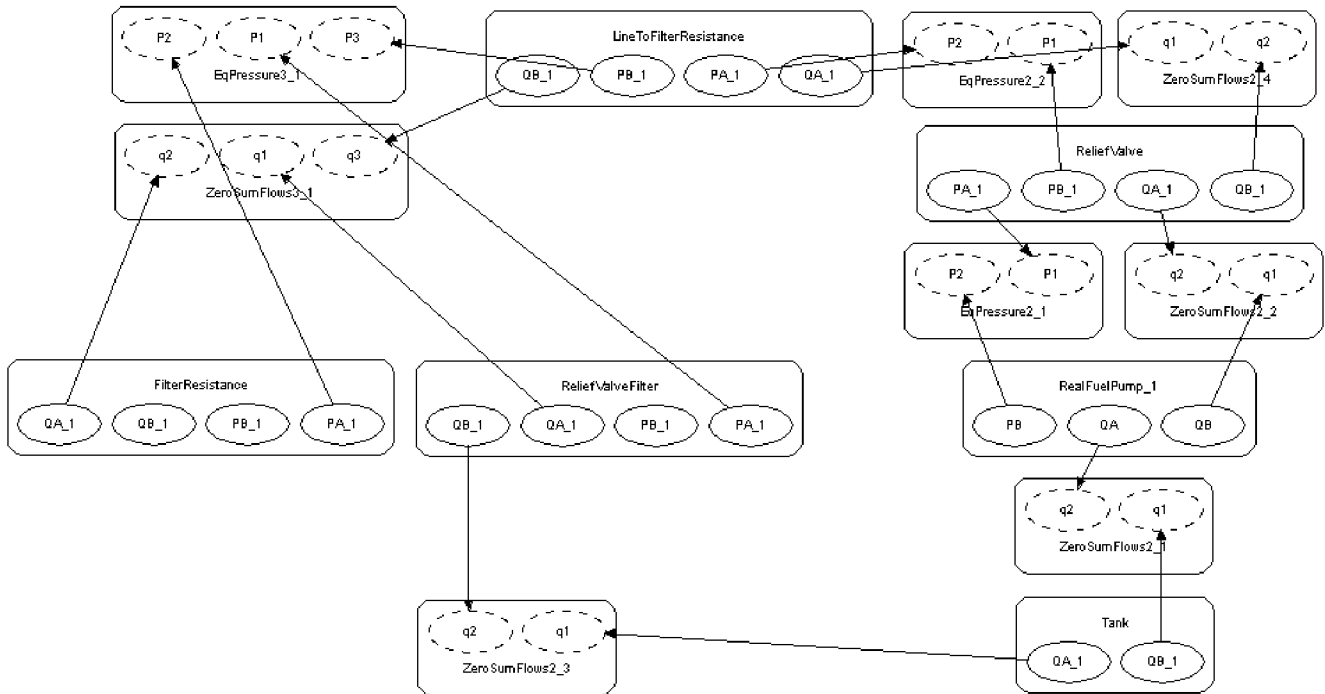 P2 P1 P3
EqPressure3_1
LineToFilterResistance
QB_1 PB_1 PA_1 QA_1
P2 P1
EqPressure2_2
q1 q2
ZeroSumFlows2_4
q2 q1 q3
ZeroSumFlows3_1
ReliefValve
PA_1 PB_1 QA_1 QB_1
P2 P1
EqPressure2_1
q2 q1
ZeroSumFlows2_2
FilterResistance
QA_1 QB_1 PB_1 PA_1
ReliefValveFilter
QB_1 QA_1 PB_1 PA_1
RealFuelPump_1
PB QA QB
q2 q1
ZeroSumFlows2_1
q2 q1
ZeroSumFlows2_3
Tank
QA_1 QB_1